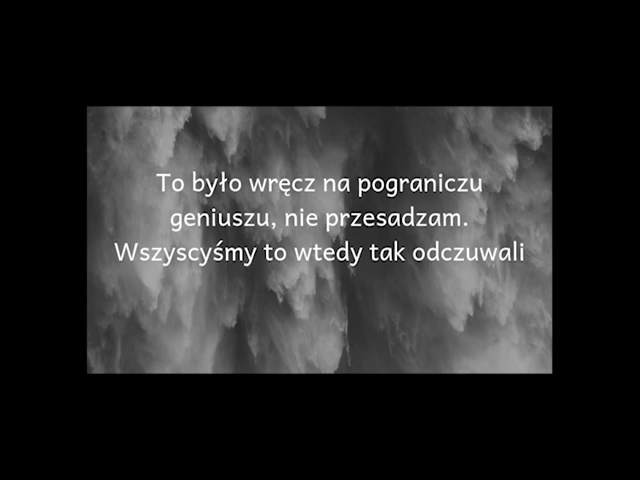 To było wręcz na pograniczu
geniuszu, nie przesadzam.
Wszyscyśmy to wtedy tak odczuwali